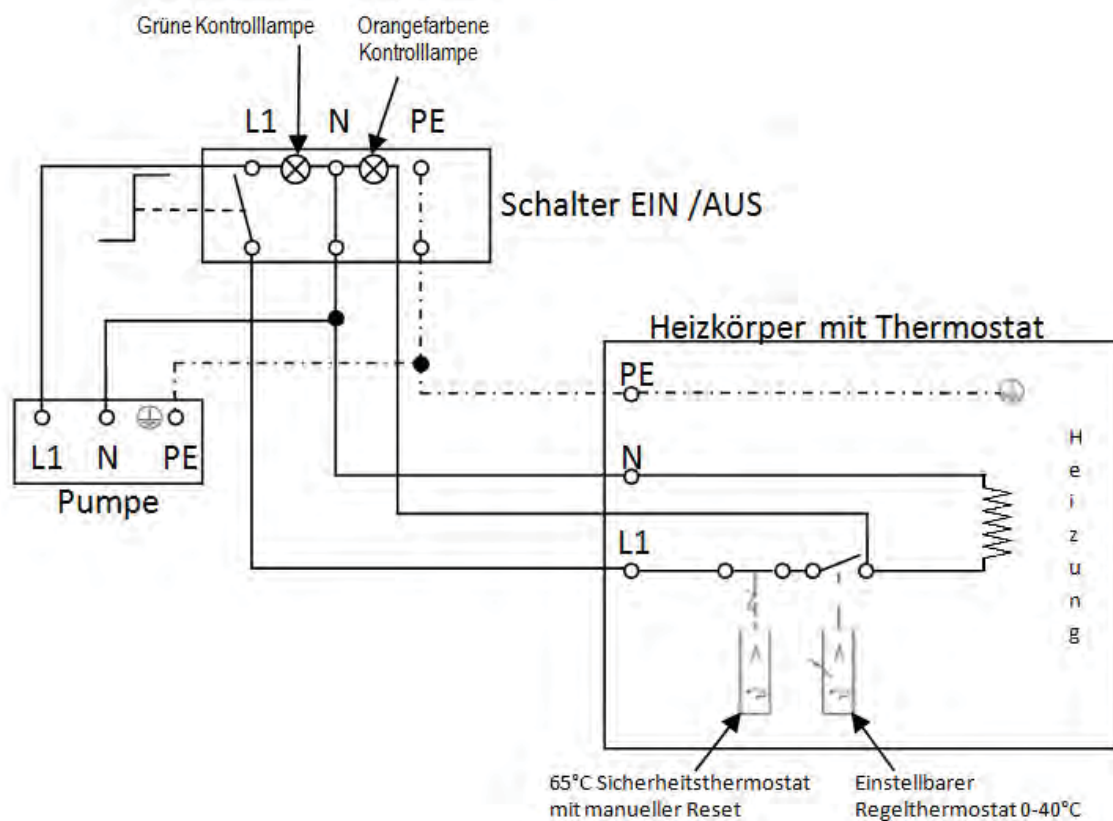 Grüne Kontrolllampe
Orangefarbene
Kontrolllampe
L1 N PE
Schalter EIN /AUS
Heizkörper mit Thermostat
PE
N
L1
L1 N PE
Pumpe
Heizung
65°C Sicherheitsthermostat
mit manueller Reset
Einstellbarer
Regelthermostat 0-40°C